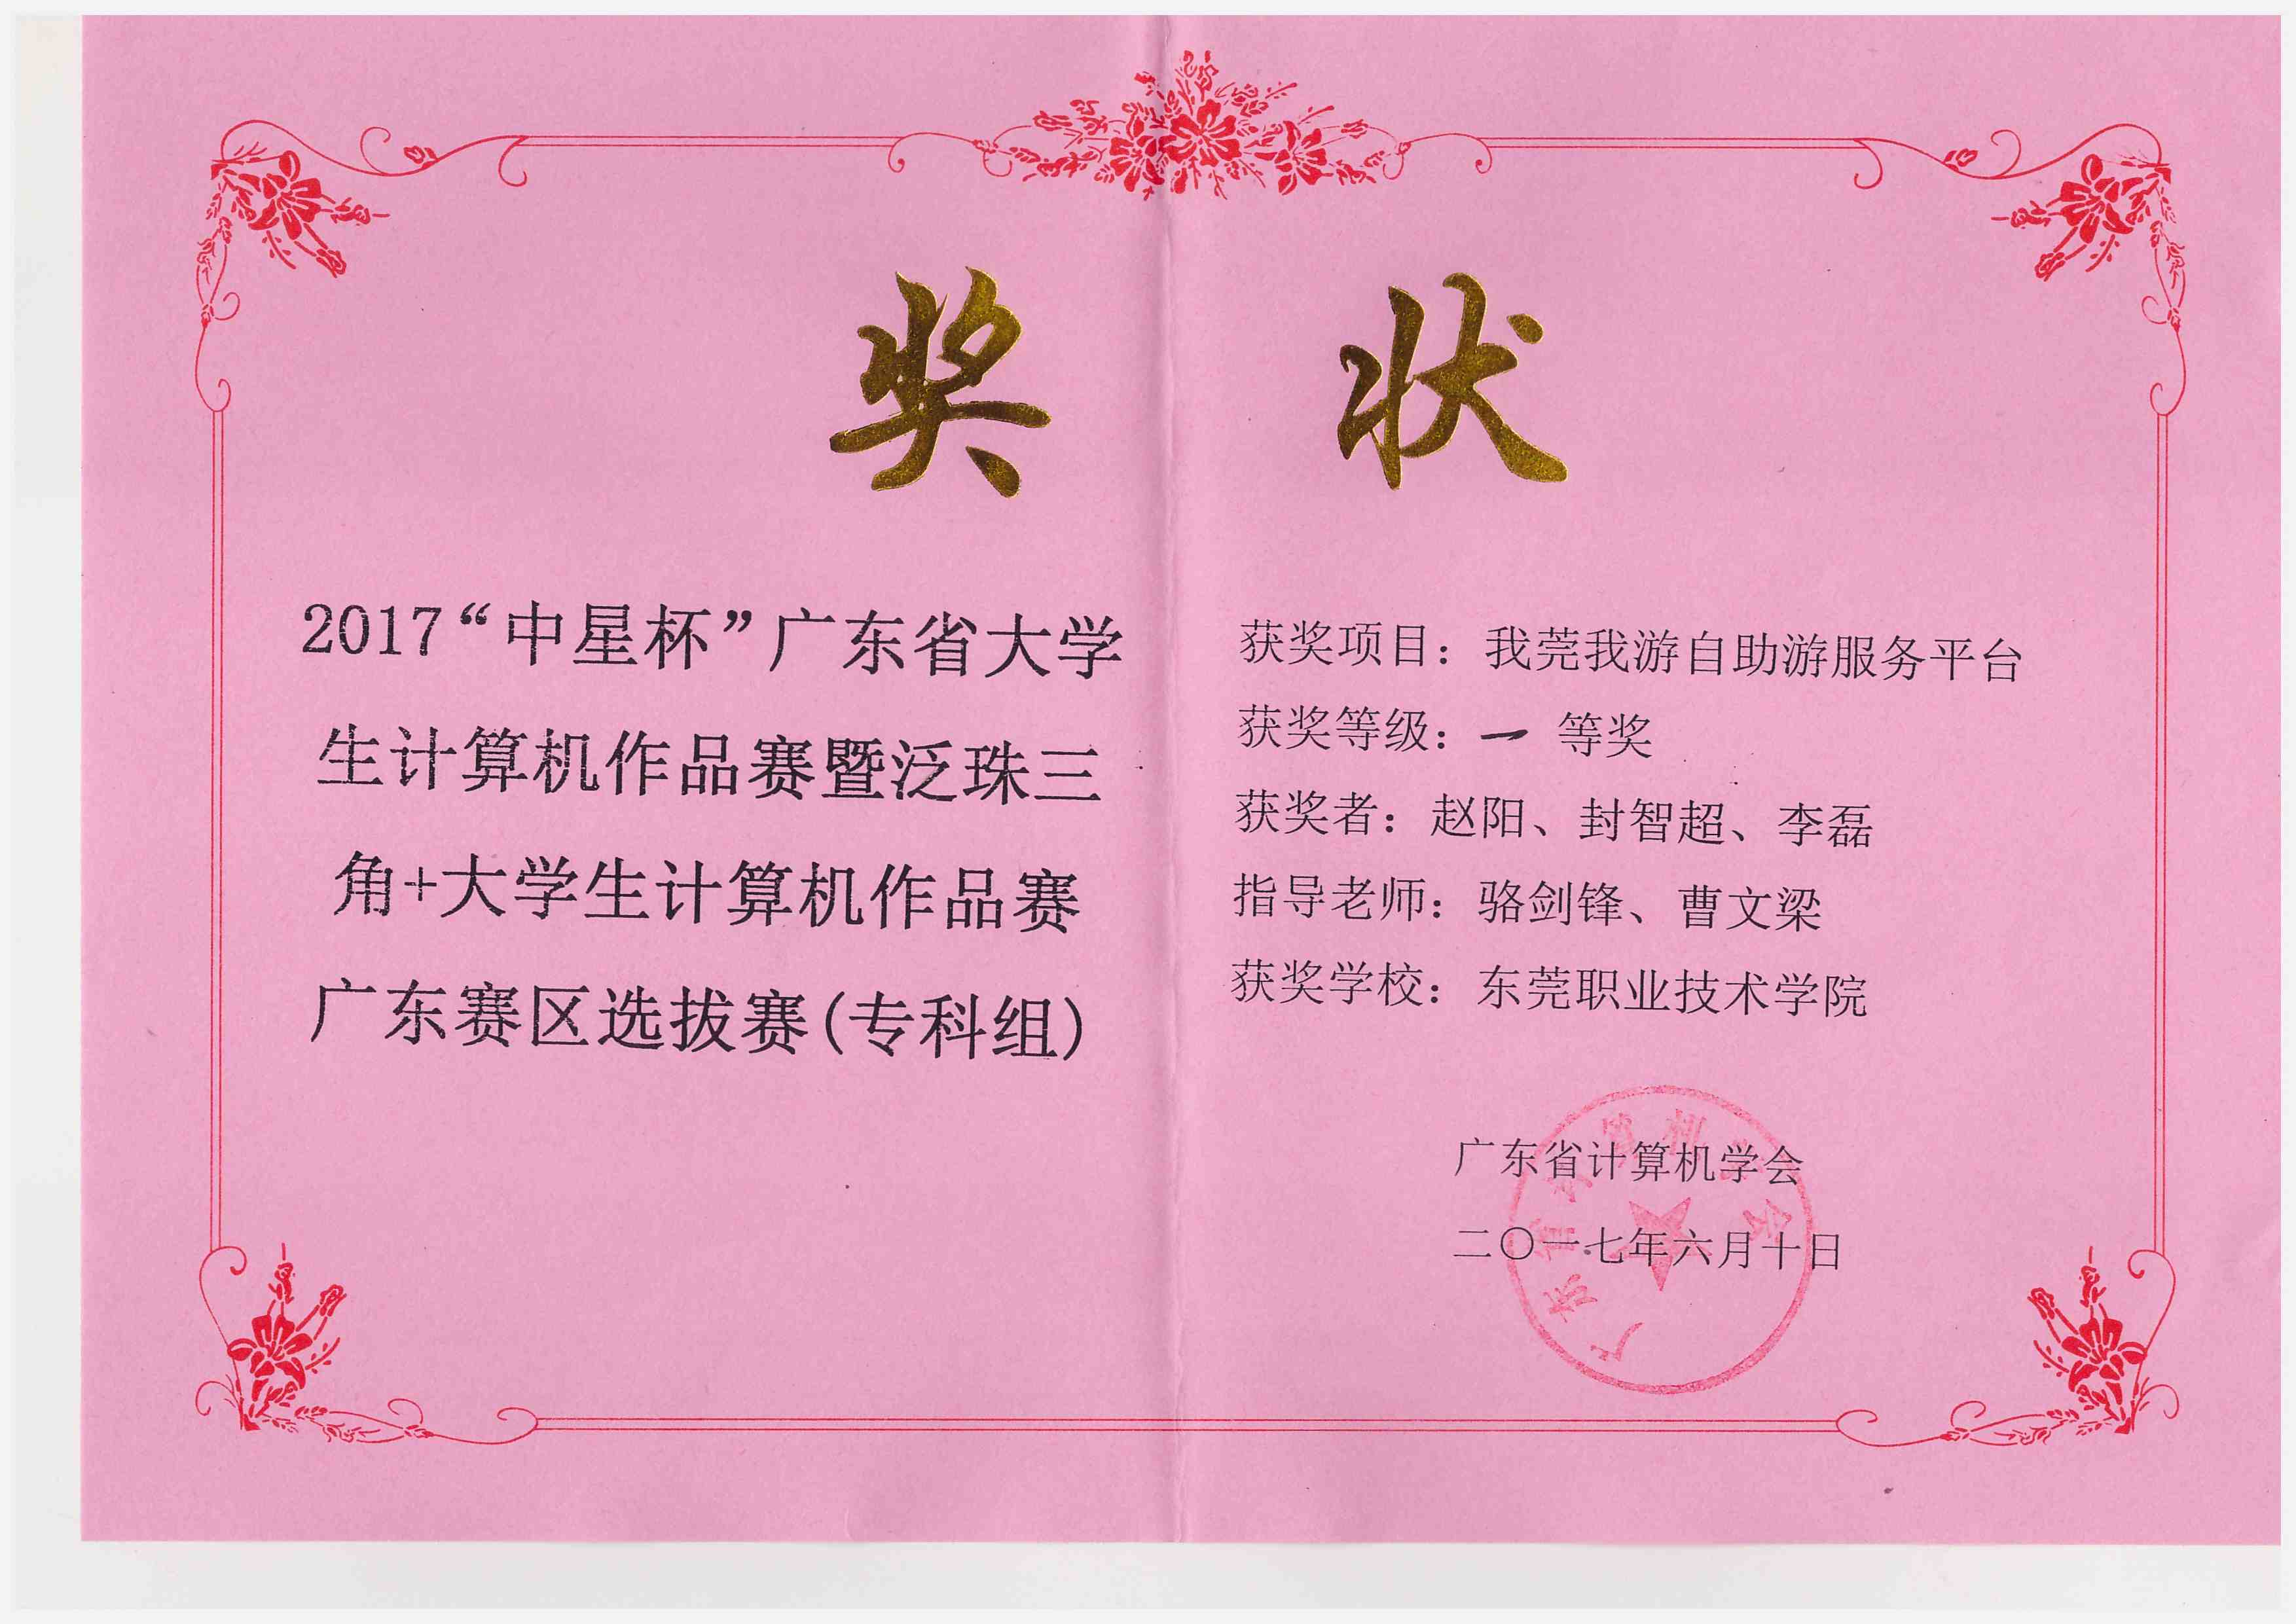 奖状
2017“中星杯”广东省大学
生计算机作品赛暨泛珠三
角+大学生计算机作品赛
广东赛区选拔赛(专科组)
获奖项目：我莞我游自助游服务平台
获奖等级：一 等奖
获奖者：赵阳、封智超、李磊
指导老师：骆剑锋、曹文梁
获奖学校：东莞职业技术学院
广东省计算机学会
二〇一七年六月十日